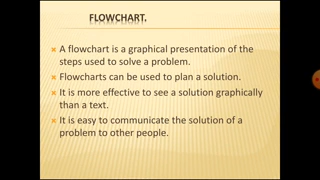 FLOWCHART.
A flowchart is a graphical presentation of the
steps used to solve a problem.
Flowcharts can be used to plan a solution.
It is more effective to see a solution graphically
than a text.
It is easy to communicate the solution of a
problem to other people.